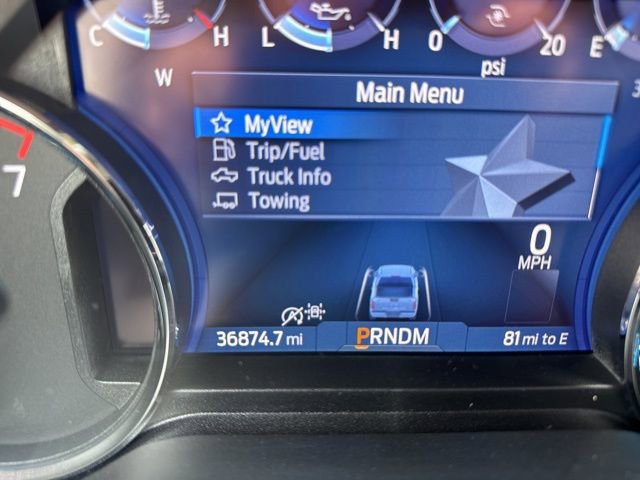 C H L H 0 20 E
psi
W
Main Menu
MyView
Trip/Fuel
Truck Info
Towing
7
0
MPH
36874.7 mi PRNDM 81 mi to E